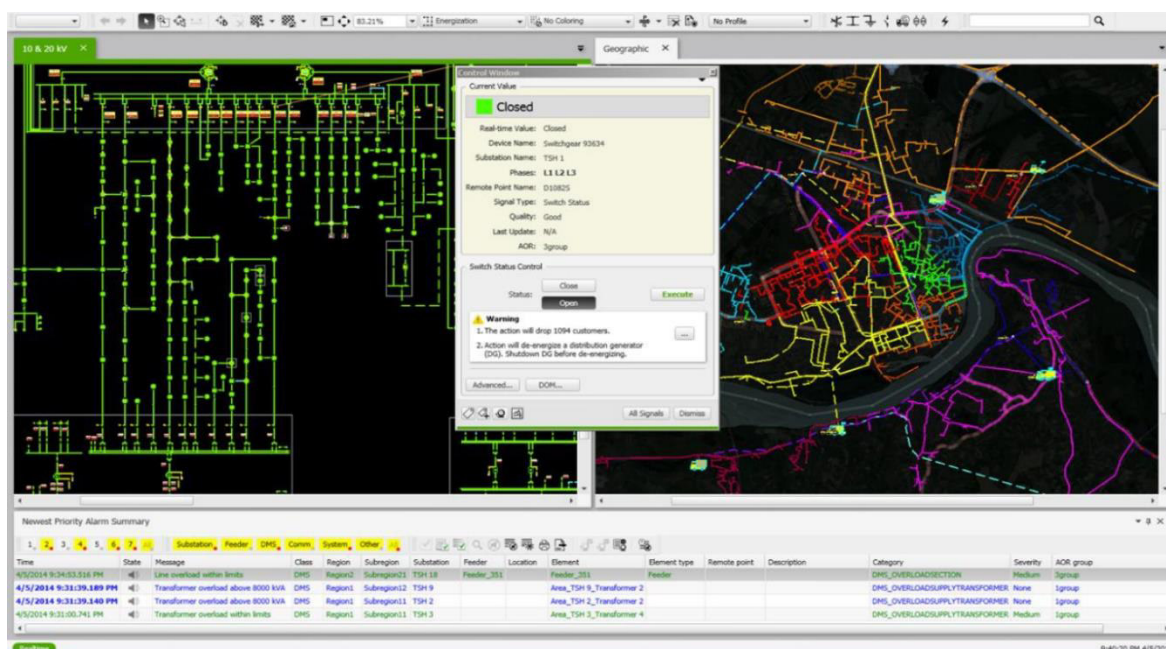 83.21%
Energization
No Coloring
No Profile
10 & 20 kV
Geographic
Control Window
Current Value
Closed
Real-time Value: Closed
Device Name: Switchgear 93634
Substation Name: TSH 1
Phases: L1 L2 L3
Remote Point Name: D1082S
Signal Type: Switch Status
Quality: Good
Last Update: N/A
AOR: 3group
Switch Status Control
Status:
Close
Open
Execute
Warning
1. The action will drop 1094 customers.
2. Action will de-energize a distribution generator
(DG). Shutdown DG before de-energizing.
...
Advanced... DOM...
All Signals Dismiss
Newest Priority Alarm Summary
1 2 3 4 5 6 7 Substation Feeder DMS Comm System Other
Time State Message Class Region Subregion Substation Feeder Location Element Element type Remote point Description Category Severity AOR group
4/5/2014 9:34:53.516 PM Line overload within limits DMS Region2 Subregion21 TSH 18 Feeder_351 Feeder_351 Feeder DMS_OVERLOADSECTION Medium 3group
4/5/2014 9:31:39.189 PM Transformer overload above 8000 kVA DMS Region1 Subregion12 TSH 9 Area_TSH 9_Transformer 2 DMS_OVERLOADSUPPLYTRANSFORMER None 1group
4/5/2014 9:31:39.140 PM Transformer overload above 8000 kVA DMS Region1 Subregion11 TSH 2 Area_TSH 2_Transformer 2 DMS_OVERLOADSUPPLYTRANSFORMER None 1group
4/5/2014 9:31:00.741 PM Transformer overload within limits DMS Region1 Subregion11 TSH 3 Area_TSH 3_Transformer 4 DMS_OVERLOADSUPPLYTRANSFORMER Medium 1group